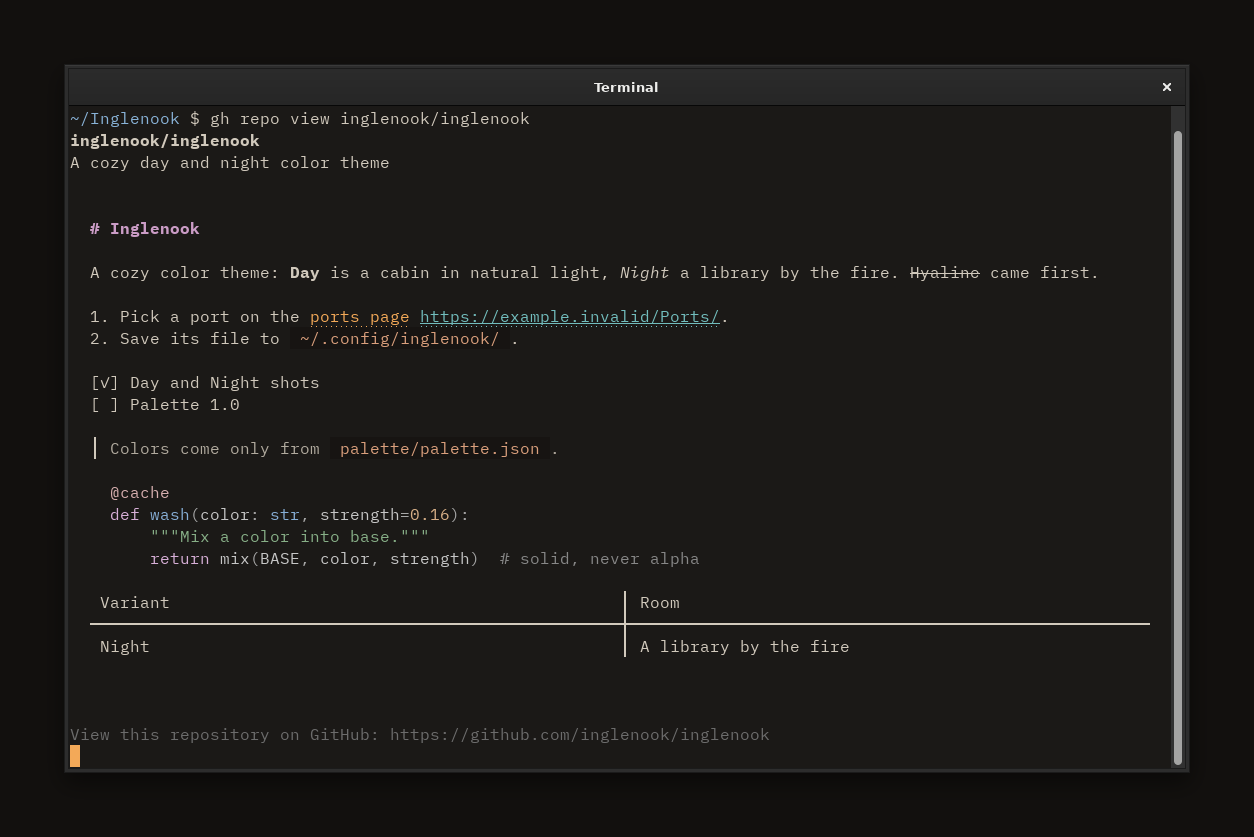 Terminal
~/Inglenook $ gh repo view inglenook/inglenook
inglenook/inglenook
A cozy day and night color theme
# Inglenook
A cozy color theme: Day is a cabin in natural light, Night a library by the fire. Hyaline came first.
1. Pick a port on the ports page https://example.invalid/Ports/.
2. Save its file to ~/.config/inglenook/ .
[√] Day and Night shots
[ ] Palette 1.0
Colors come only from palette/palette.json .
@cache
def wash(color: str, strength=0.16):
"""Mix a color into base."""
return mix(BASE, color, strength)  # solid, never alpha
Variant Room
Night A library by the fire
View this repository on GitHub: https://github.com/inglenook/inglenook